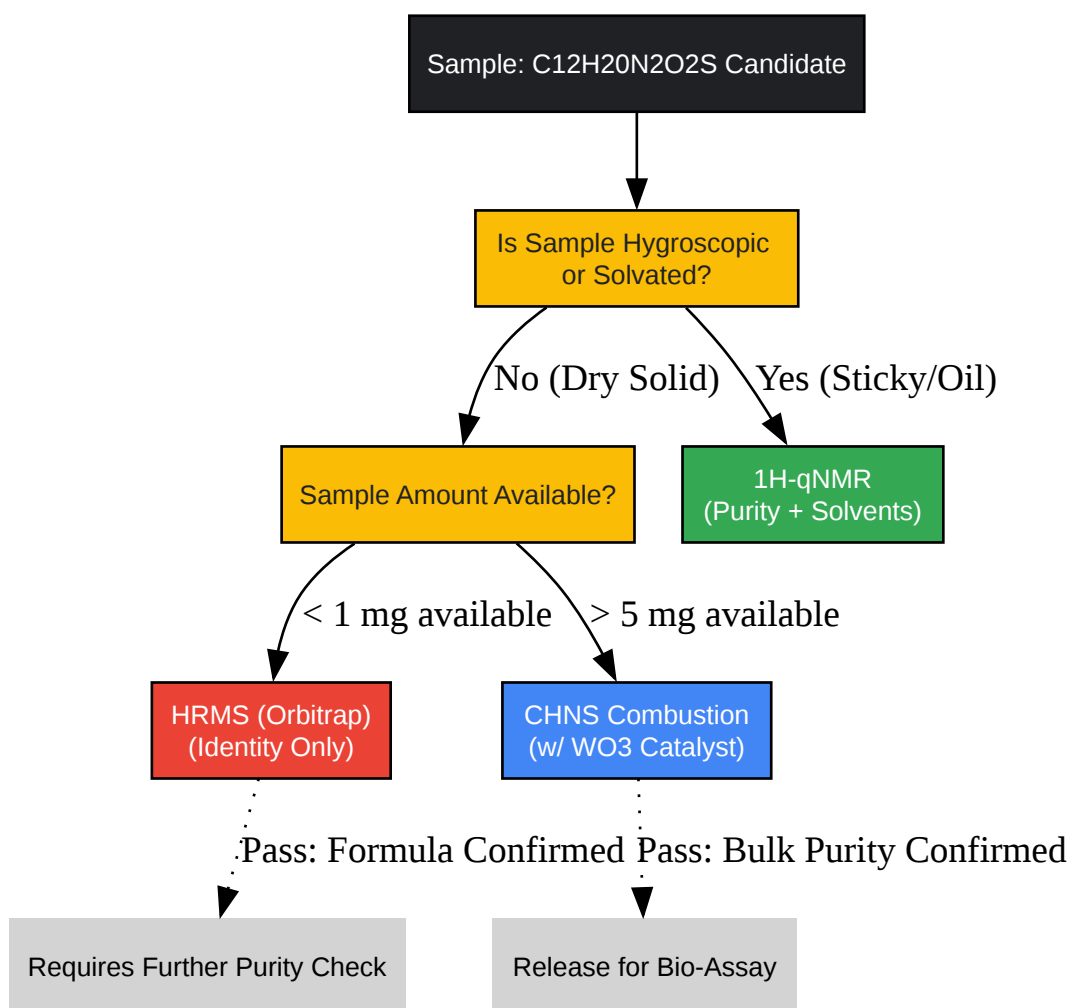 Sample: C12H20N2O2S Candidate
Is Sample Hygroscopic
or Solvated?
No (Dry Solid)
Yes (Sticky/Oil)
Sample Amount Available?
1H-qNMR
(Purity + Solvents)
< 1 mg available
> 5 mg available
HRMS (Orbitrap)
(Identity Only)
CHNS Combustion
(w/ WO3 Catalyst)
Pass: Formula Confirmed
Pass: Bulk Purity Confirmed
Requires Further Purity Check
Release for Bio-Assay